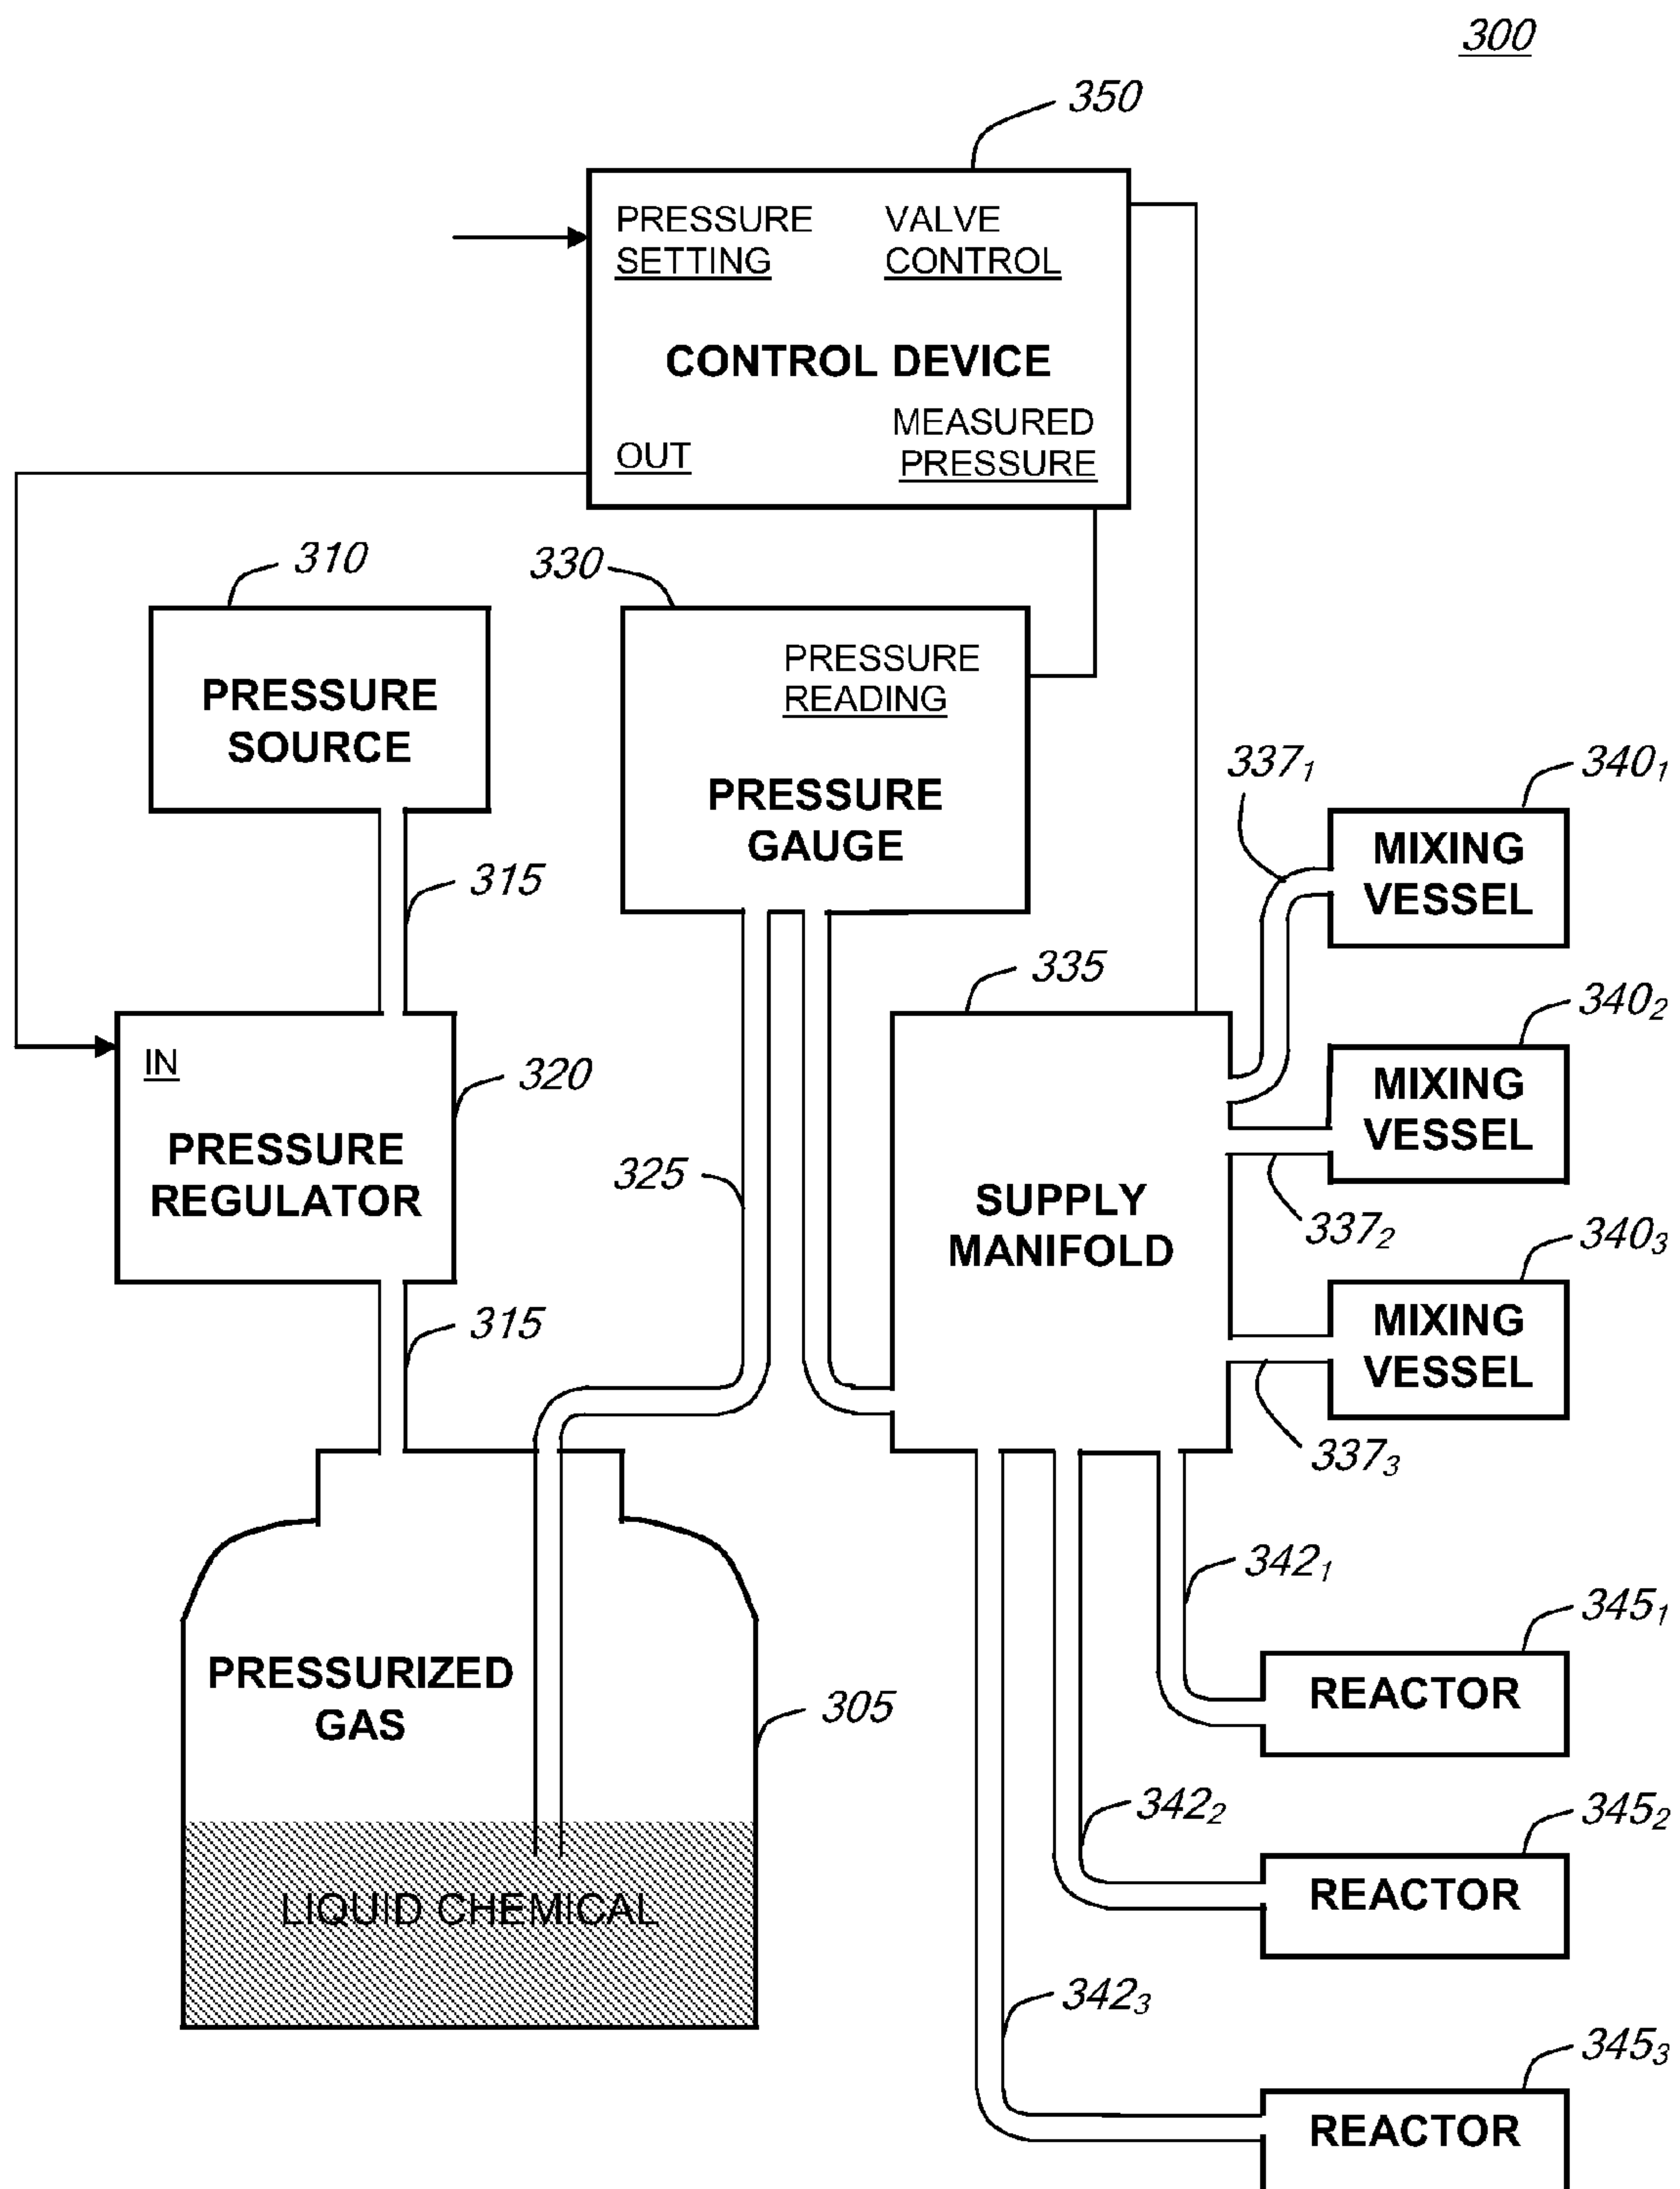 300
350
PRESSURE SETTING
VALVE CONTROL
CONTROL DEVICE
OUT
MEASURED PRESSURE
310
330
PRESSURE SOURCE
PRESSURE READING
PRESSURE GAUGE
337₁
340₁
MIXING VESSEL
315
335
340₂
MIXING VESSEL
IN
320
PRESSURE REGULATOR
325
SUPPLY MANIFOLD
337₂
340₃
MIXING VESSEL
315
337₃
342₁
345₁
REACTOR
PRESSURIZED GAS
305
342₂
345₂
REACTOR
LIQUID CHEMICAL
342₃
345₃
REACTOR